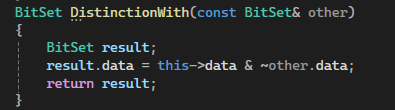 BitSet DistinctionWith(const BitSet& other)
{
BitSet result;
result.data = this->data & ~other.data;
return result;
}